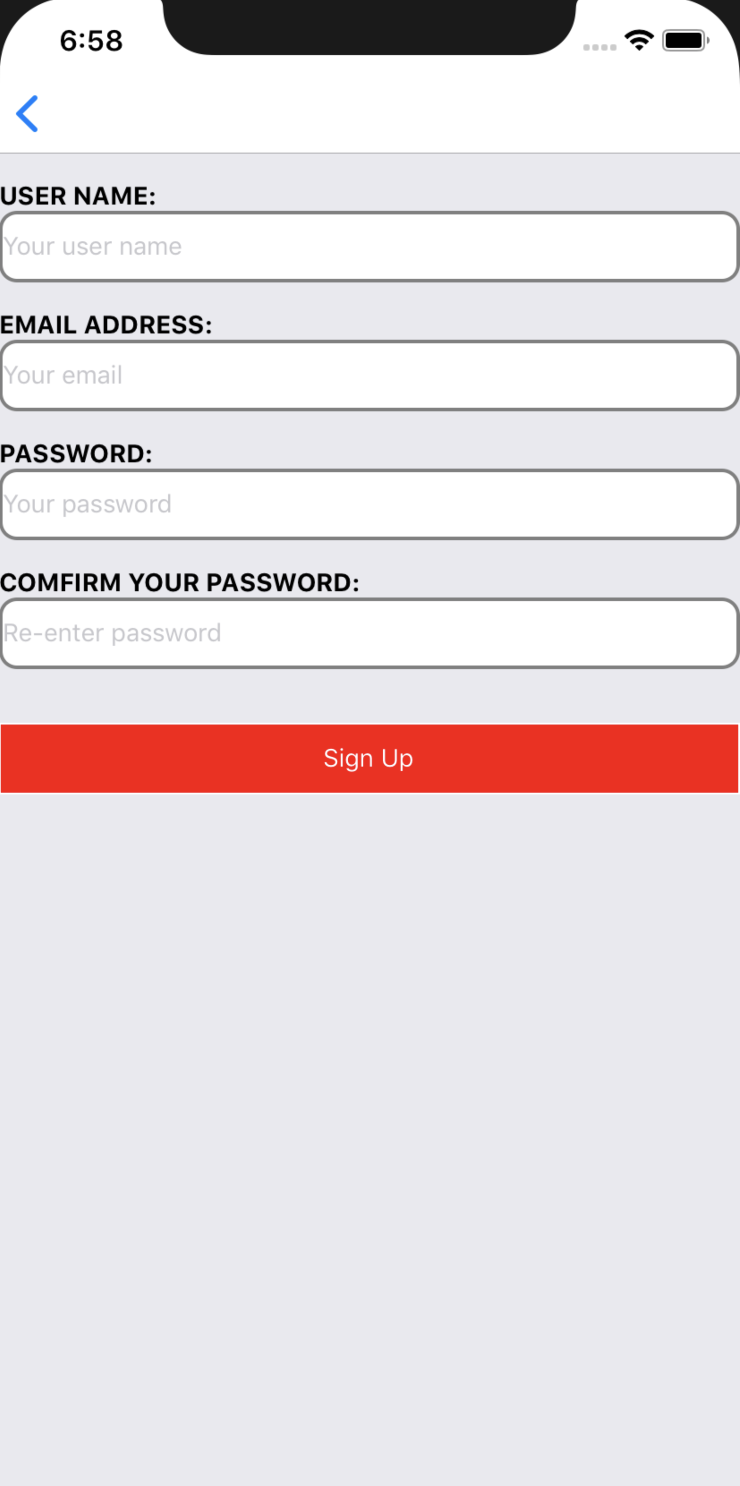 6:58
USER NAME:
Your user name
EMAIL ADDRESS:
Your email
PASSWORD:
Your password
COMFIRM YOUR PASSWORD:
Re-enter password
Sign Up